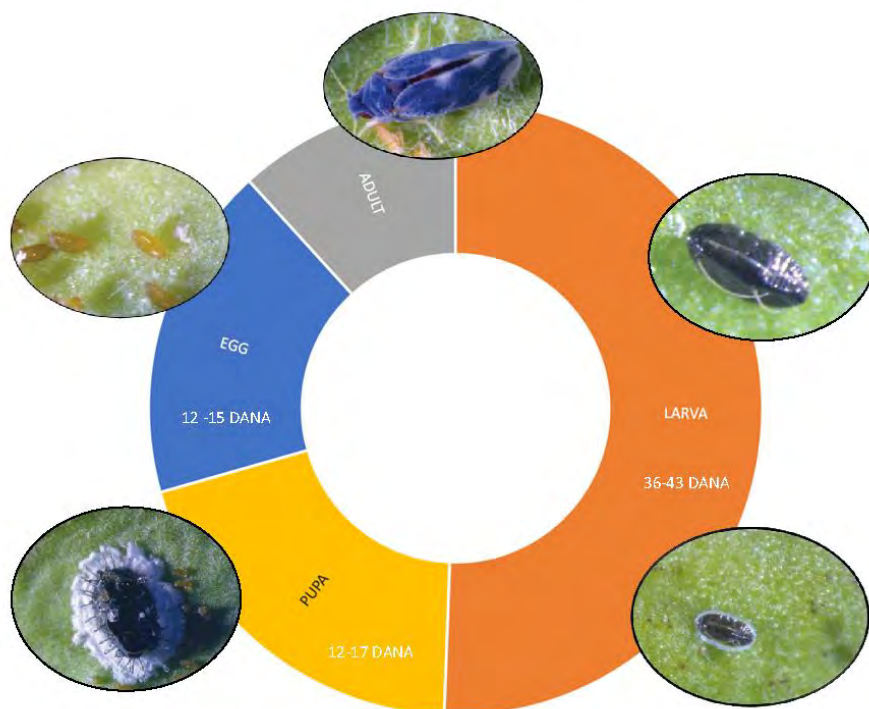 ADULT
EGG
12 -15 DANA
LARVA
36-43 DANA
PUPA
12-17 DANA